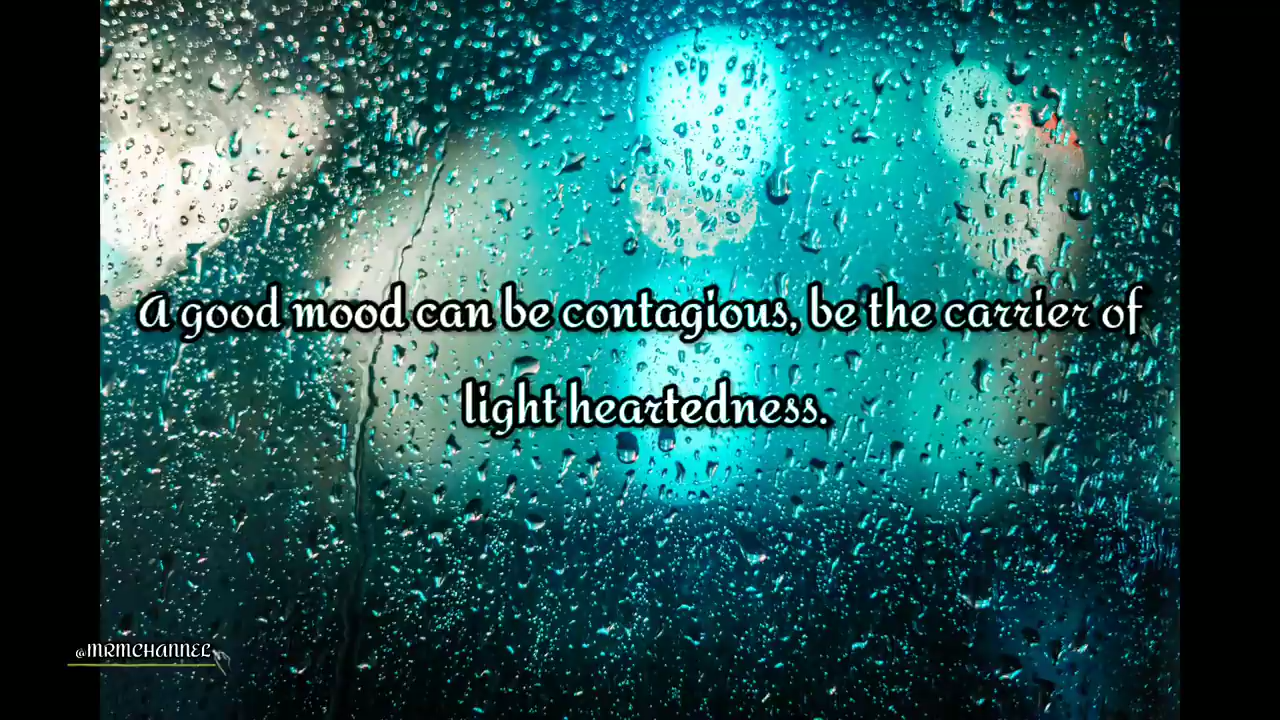 A good mood can be contagious, be the carrier of
light heartedness.
@MRMCHANNEL